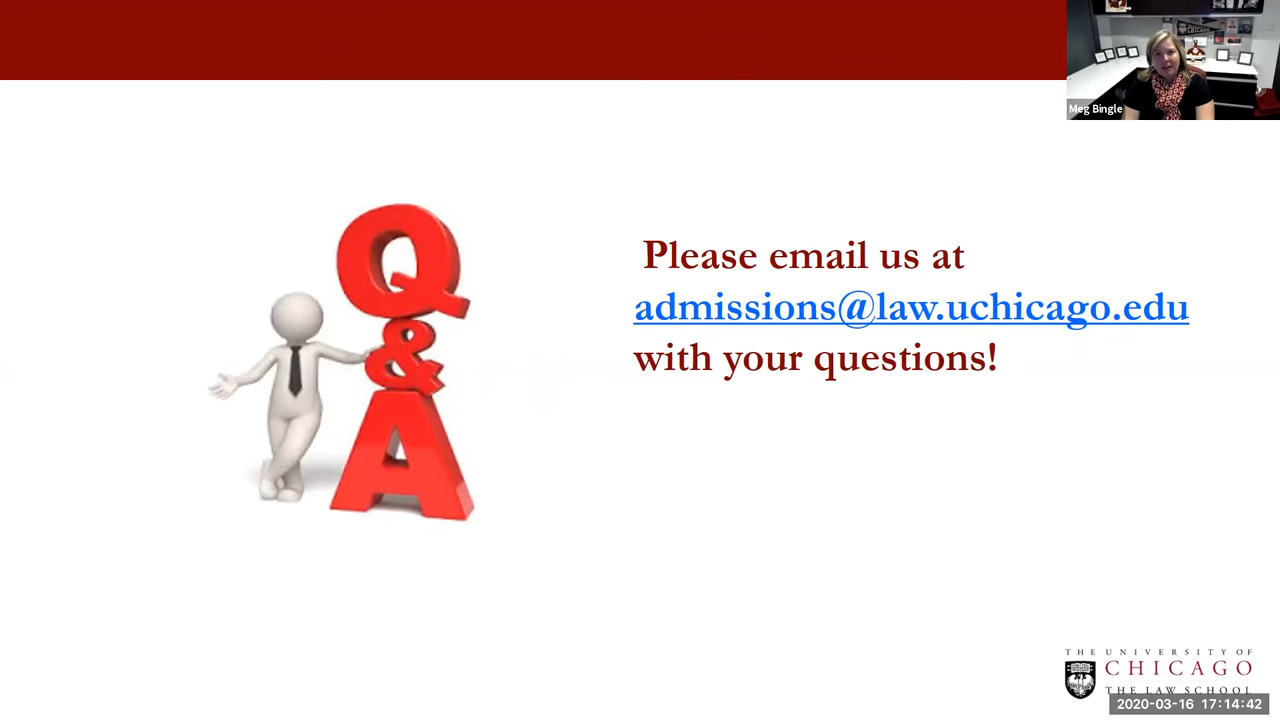 Meg Bingle
Q
&
A
Please email us at
admissions@law.uchicago.edu
with your questions!
THE UNIVERSITY OF
CHICAGO
THE LAW SCHOOL
2020-03-16 17:14:42